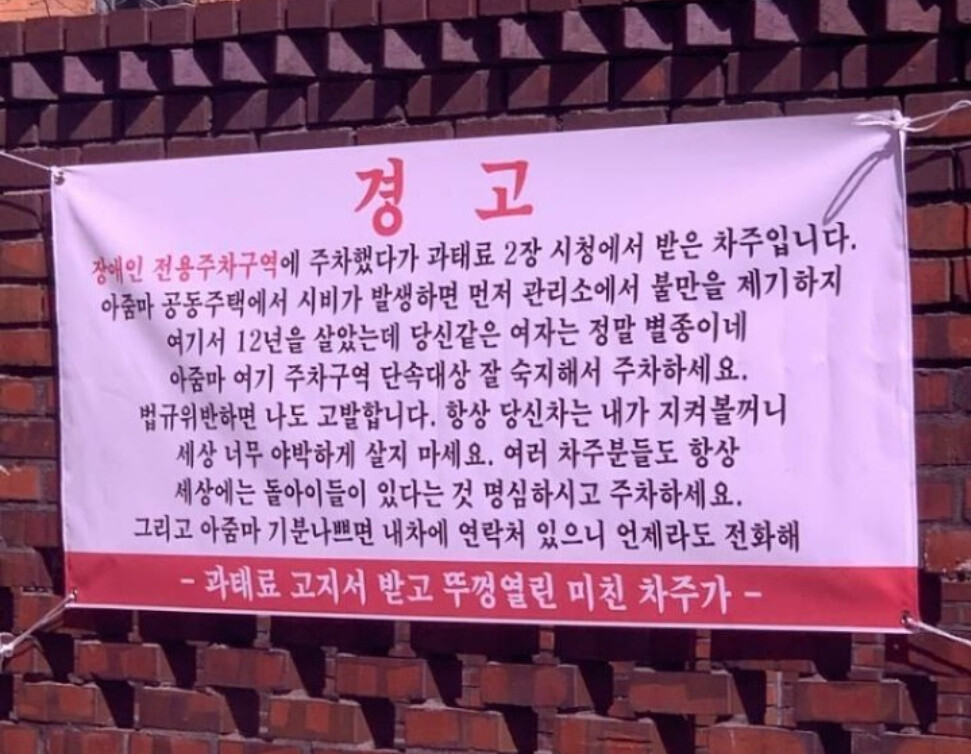 경 고
장애인 전용주차구역에 주차했다가 과태료 2장 시청에서 받은 차주입니다.
아줌마 공동주택에서 시비가 발생하면 먼저 관리소에서 불만을 제기하지
여기서 12년을 살았는데 당신같은 여자는 정말 별종이네
아줌마 여기 주차구역 단속대상 잘 숙지해서 주차하세요.
법규위반하면 나도 고발합니다. 항상 당신차는 내가 지켜볼꺼니
세상 너무 야박하게 살지 마세요. 여러 차주분들도 항상
세상에는 돌아이들이 있다는 것 명심하시고 주차하세요.
그리고 아줌마 기분나쁘면 내차에 연락처 있으니 언제라도 전화해
- 과태료 고지서 받고 뚜껑열린 미친 차주가 -